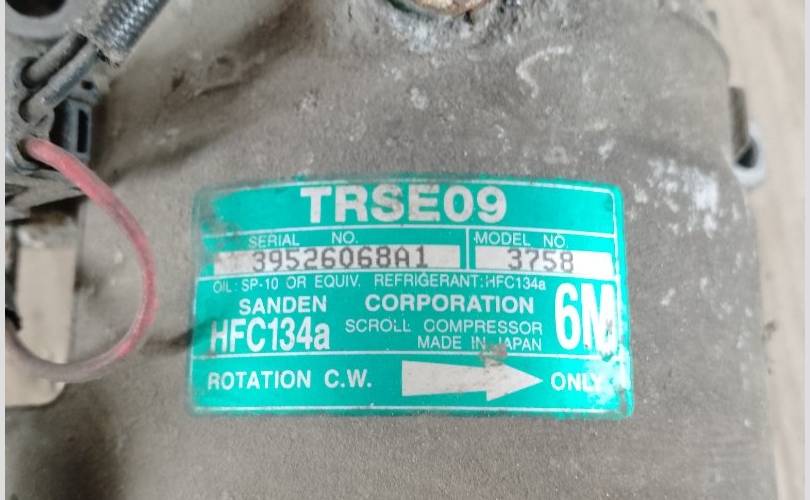 TRSE09
SERIAL NO. MODEL NO.
39526068A1 3758
OIL: SP-10 OR EQUIV. REFRIGERANT:HFC134a
SANDEN CORPORATION 6M
HFC134a SCROLL COMPRESSOR
MADE IN JAPAN
ROTATION C.W. ONLY